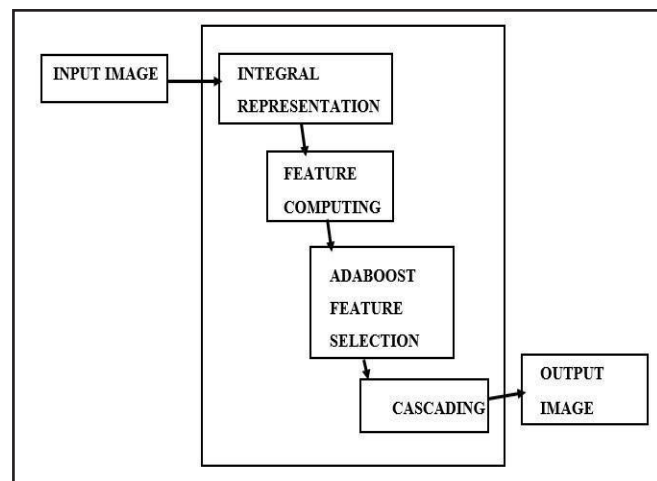 INPUT IMAGE
INTEGRAL
REPRESENTATION
FEATURE
COMPUTING
ADABOOST
FEATURE
SELECTION
CASCADING
OUTPUT
IMAGE